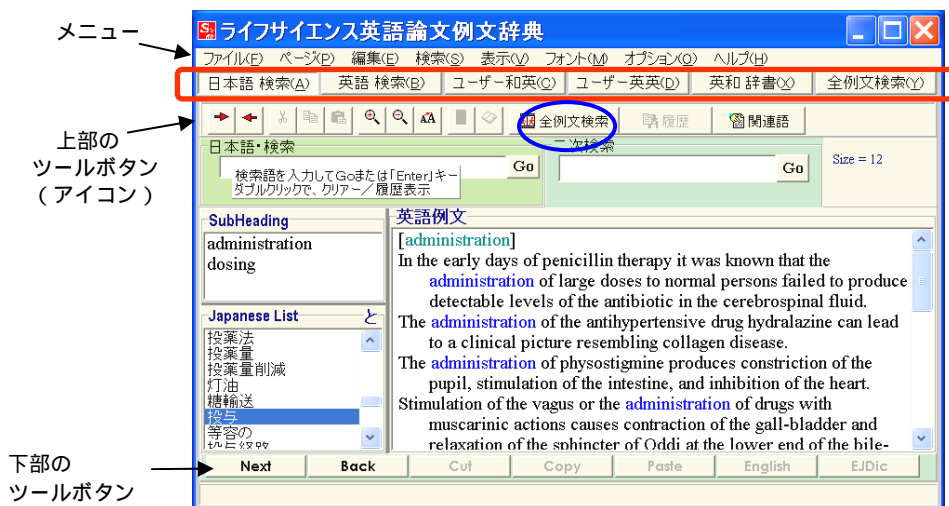 メニュー
ライフサイエンス英語論文例文辞典
ファイル(F) ページ(P) 編集(E) 検索(S) 表示(V) フォント(M) オプション(O) ヘルプ(H)
日本語 検索(A) 英語 検索(B) ユーザー和英(C) ユーザー英英(D) 英和 辞書(X) 全例文検索(Y)
上部の
ツールボタン
(アイコン)
全例文検索 履歴 関連語
日本語・検索 二次検索
Go Go Size = 12
検索語を入力してGoまたは「Enter」キー
ダブルクリックで、クリアー/履歴表示
SubHeading
administration
dosing
英語例文
[administration]
In the early days of penicillin therapy it was known that the
administration of large doses to normal persons failed to produce
detectable levels of the antibiotic in the cerebrospinal fluid.
The administration of the antihypertensive drug hydralazine can lead
to a clinical picture resembling collagen disease.
The administration of physostigmine produces constriction of the
pupil, stimulation of the intestine, and inhibition of the heart.
Stimulation of the vagus or the administration of drugs with
muscarinic actions causes contraction of the gall-bladder and
relaxation of the sphincter of Oddi at the lower end of the bile-
Japanese List と
投薬法
投薬量
投薬量削減
灯油
糖輸送
投与
等容の
投与経路
下部の
ツールボタン
Next Back Cut Copy Paste English EJDic